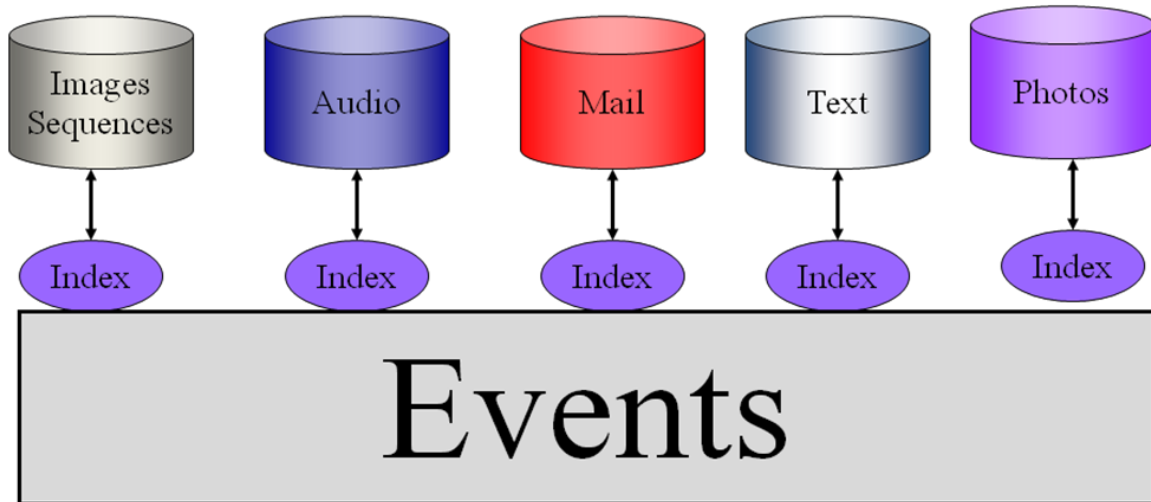 Images
Sequences
Audio
Mail
Text
Photos
Index
Index
Index
Index
Index
Events